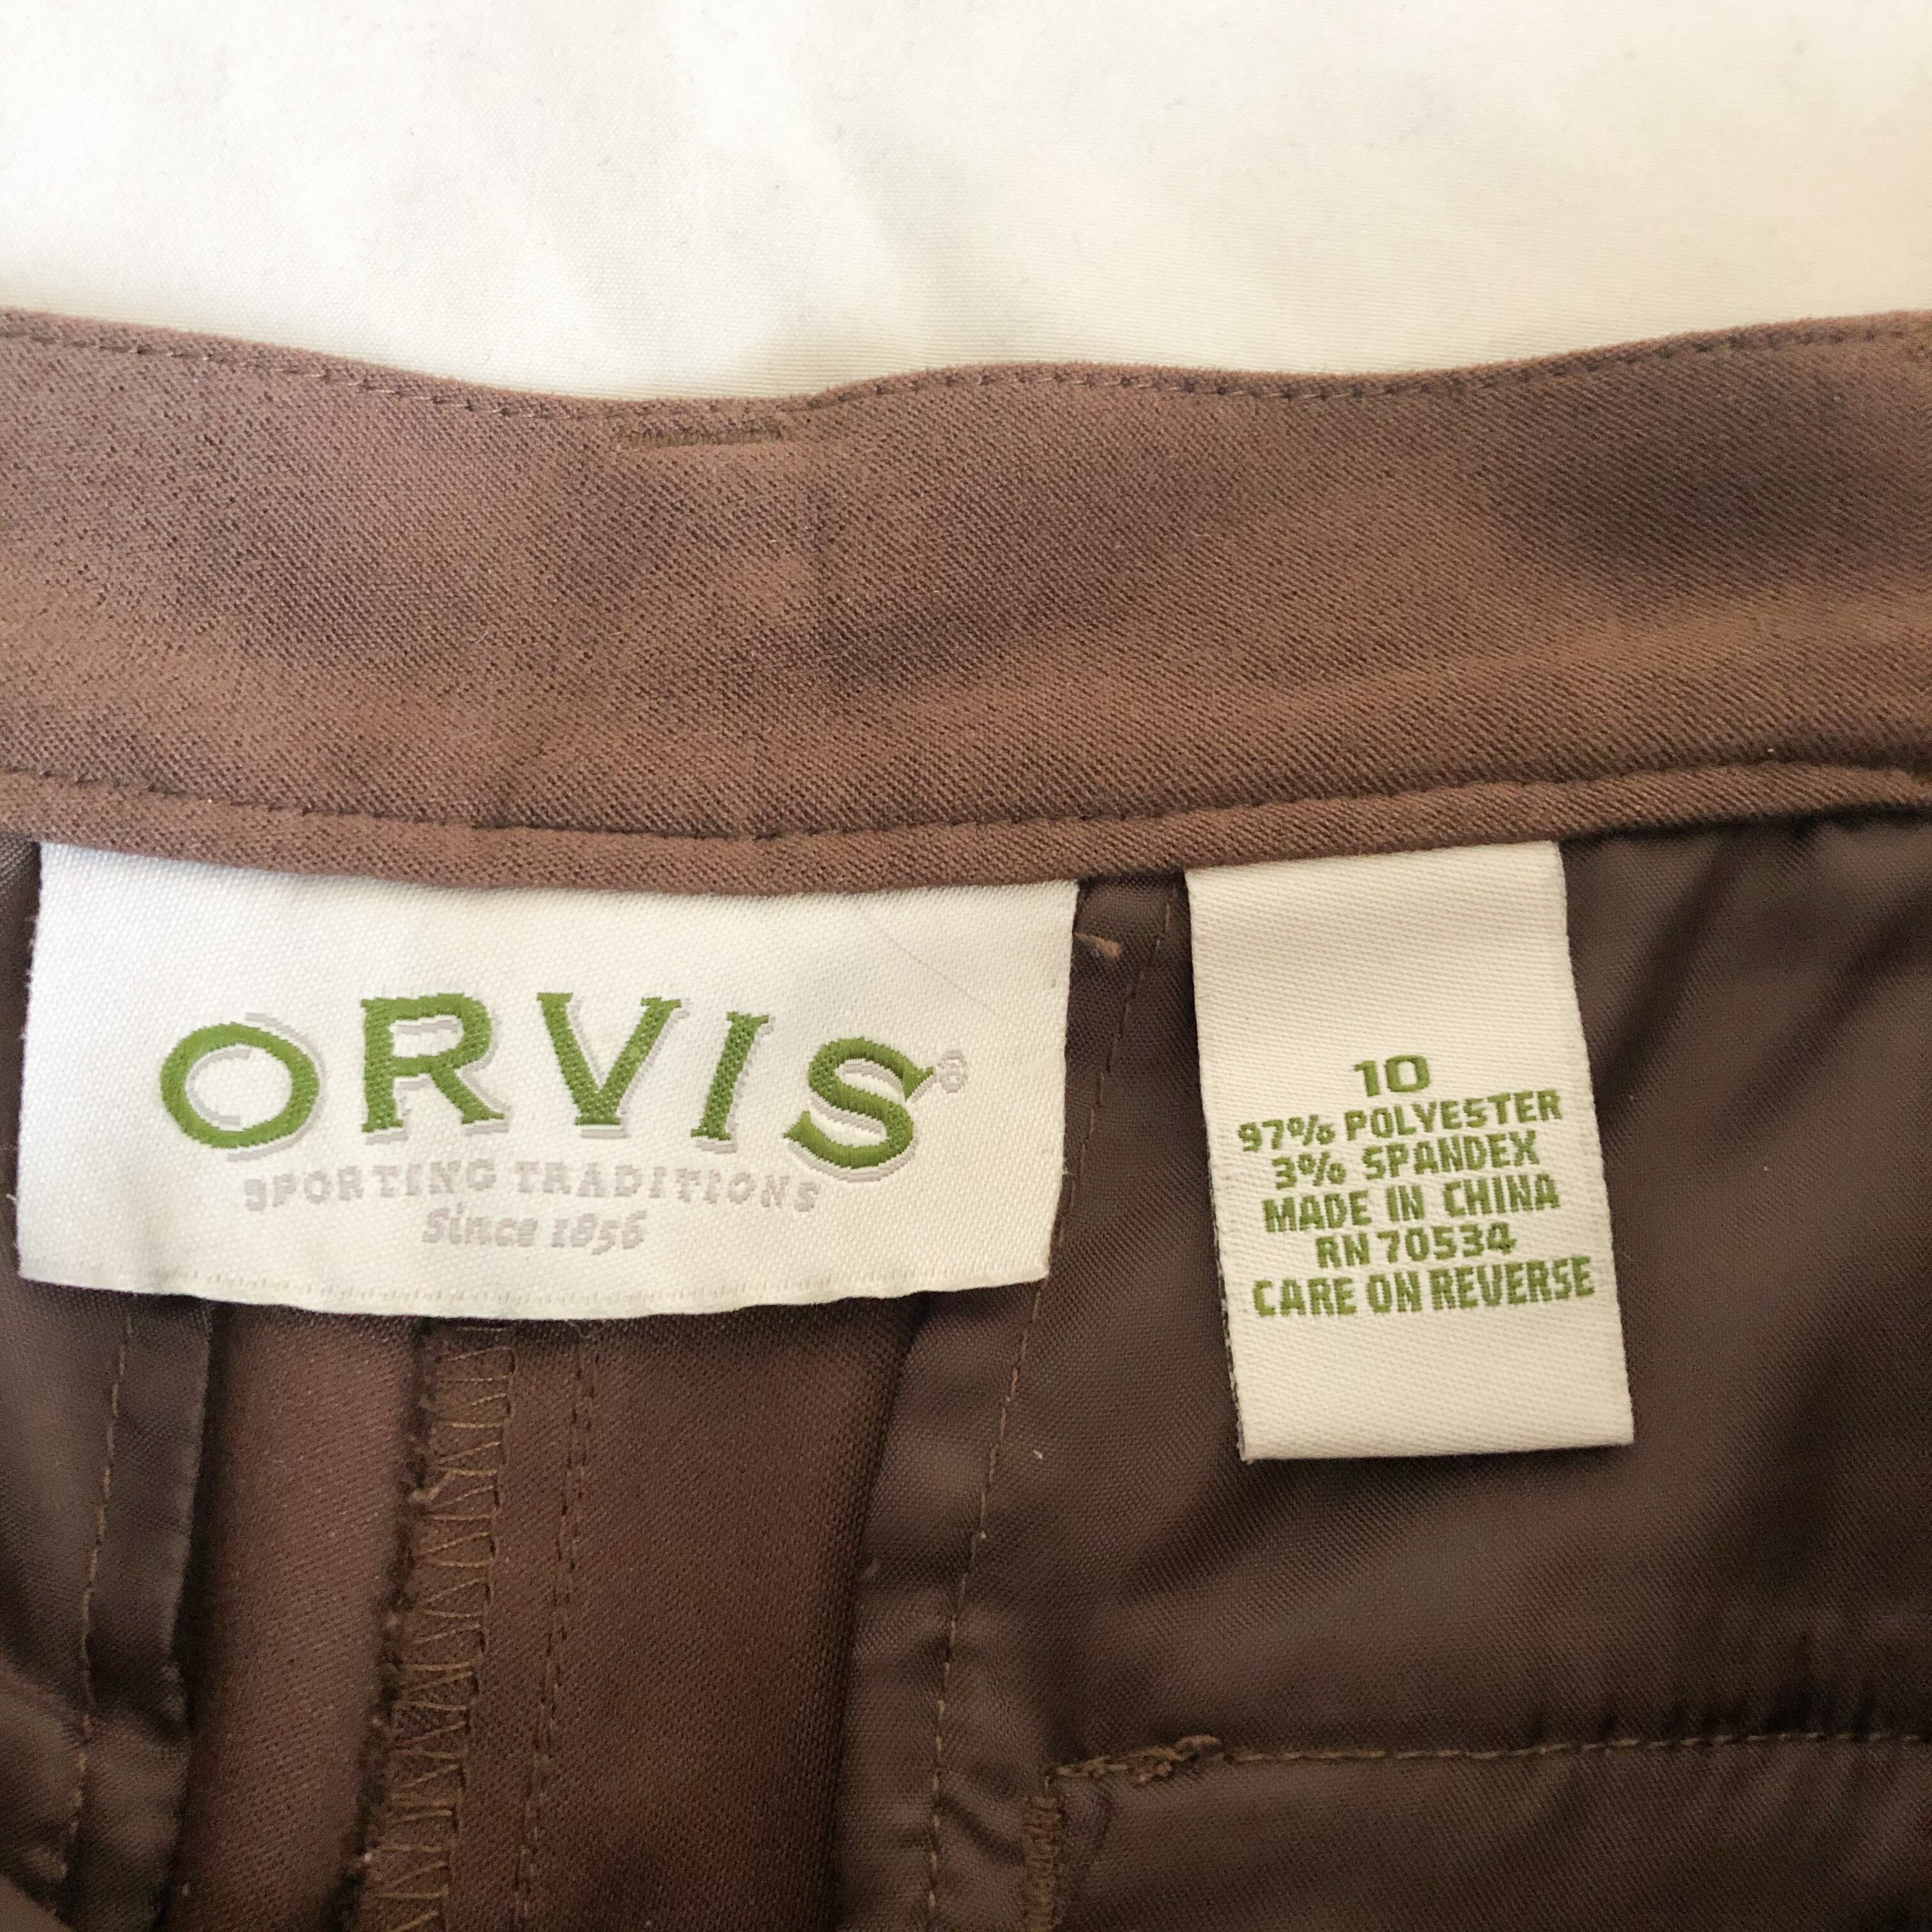 ORVIS®
SPORTING TRADITIONS
Since 1856
10
97% POLYESTER
3% SPANDEX
MADE IN CHINA
RN 70534
CARE ON REVERSE